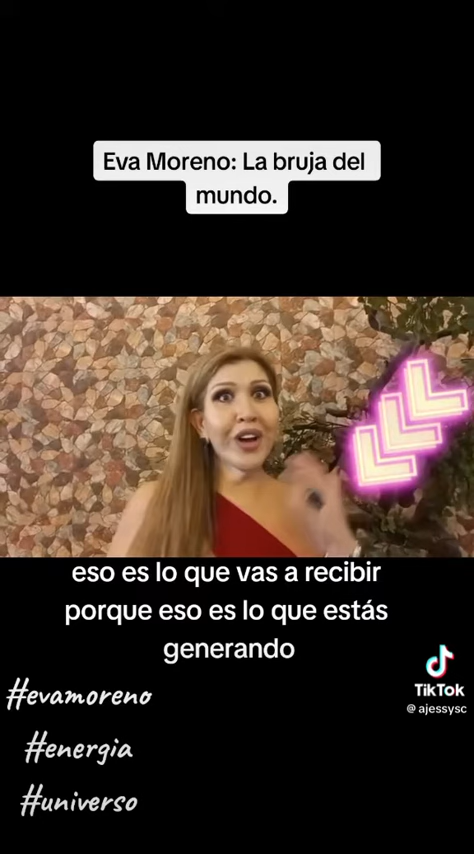 Eva Moreno: La bruja del
mundo.
eso es lo que vas a recibir
porque eso es lo que estás
generando
#evamoreno
#energia
#universo
TikTok
@ ajessysc